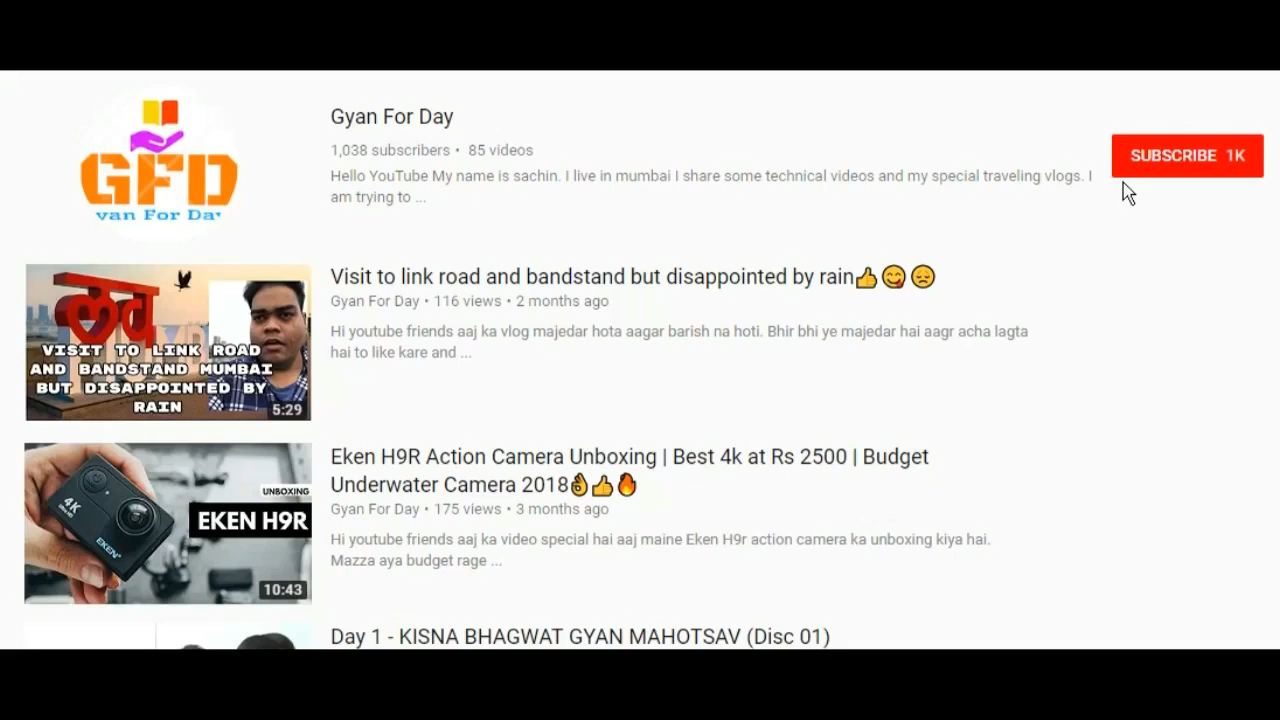 Gyan For Day
1,038 subscribers • 85 videos
SUBSCRIBE 1K
Hello YouTube My name is sachin. I live in mumbai I share some technical videos and my special traveling vlogs. I
am trying to ...
GFD
van For Da
Visit to link road and bandstand but disappointed by rain👍😋😞
Gyan For Day • 116 views • 2 months ago
Hi youtube friends aaj ka vlog majedar hota aagar barish na hoti. Bhir bhi ye majedar hai aagr acha lagta
hai to like kare and ...
लव
VISIT TO LINK ROAD
AND BANDSTAND MUMBAI
BUT DISAPPOINTED BY
RAIN
5:29
Eken H9R Action Camera Unboxing | Best 4k at Rs 2500 | Budget
Underwater Camera 2018👌👍🔥
Gyan For Day • 175 views • 3 months ago
Hi youtube friends aaj ka video special hai aaj maine Eken H9r action camera ka unboxing kiya hai.
Mazza aya budget rage ...
4K
EKEN
UNBOXING
EKEN H9R
10:43
Day 1 - KISNA BHAGWAT GYAN MAHOTSAV (Disc 01)